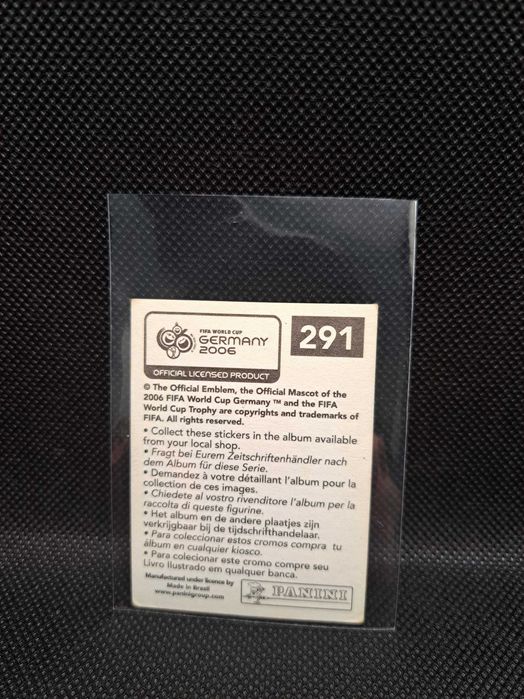 FIFA WORLD CUP
GERMANY
2006
OFFICIAL LICENSED PRODUCT
291
© The Official Emblem, the Official Mascot of the
2006 FIFA World Cup Germany ™ and the FIFA
World Cup Trophy are copyrights and trademarks of
FIFA. All rights reserved.
• Collect these stickers in the album available
from your local shop.
• Fragt bei Eurem Zeitschriftenhändler nach
dem Album für diese Serie.
• Demandez à votre détaillant l'album pour la
collection de ces images.
• Chiedete al vostro rivenditore l'album per la
raccolta di queste figurine.
• Het album en de andere plaatjes zijn
verkrijgbaar bij de tijdschrifthandelaar.
• Para coleccionar estos cromos compra tu
álbum en cualquier kiosco.
• Para colecionar este cromo compre seu
Livro Ilustrado em qualquer banca.
Manufactured under licence by
Made in Brasil
www.paninigroup.com
PANINI